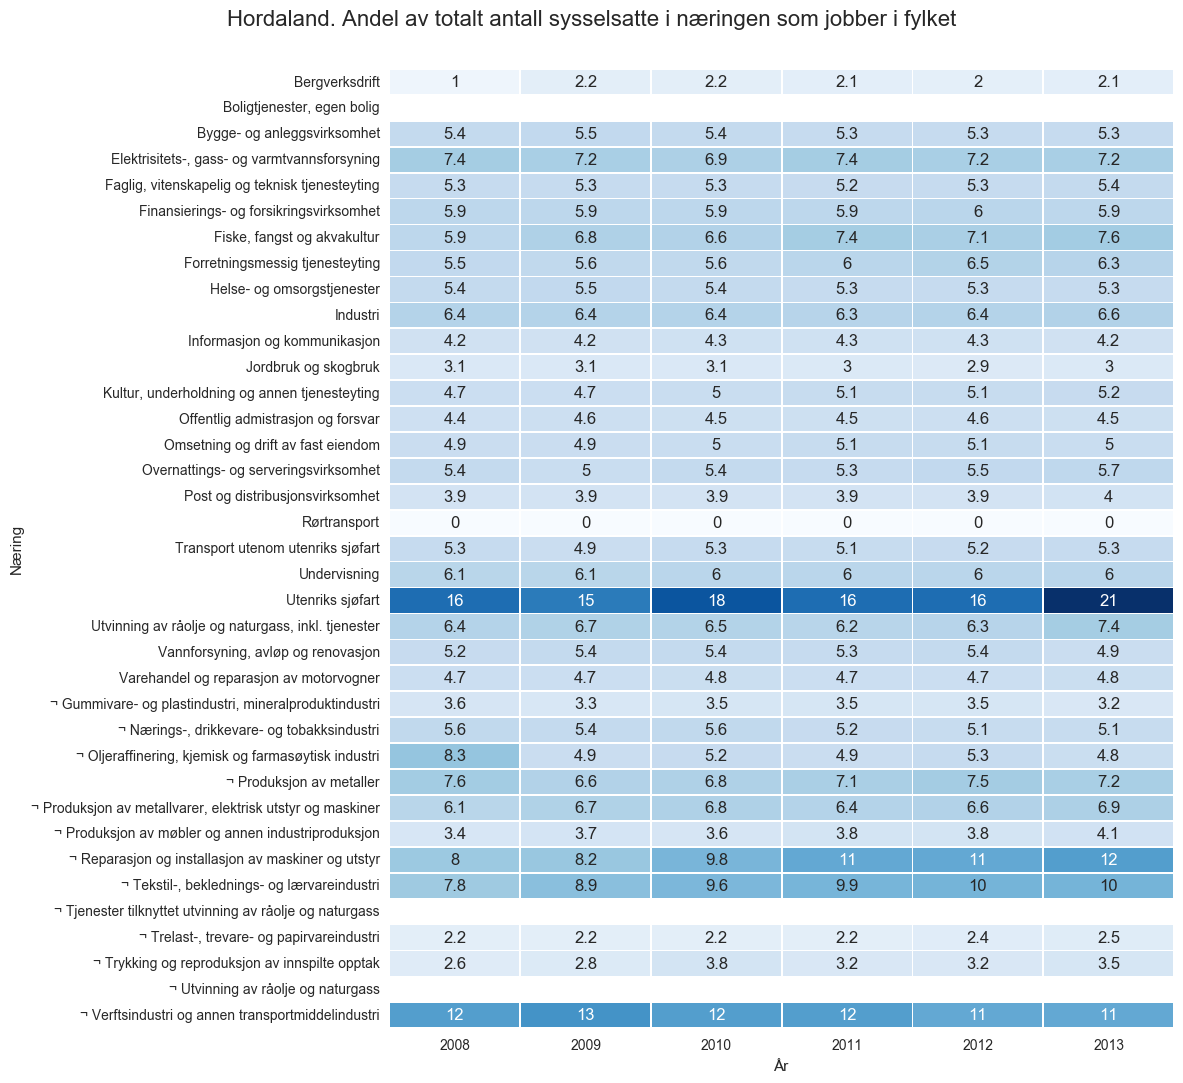 Hordaland. Andel av totalt antall sysselsatte i næringen som jobber i fylket
Bergverksdrift 1 2.2 2.2 2.1 2 2.1
Boligtjenester, egen bolig
Bygge- og anleggsvirksomhet 5.4 5.5 5.4 5.3 5.3 5.3
Elektrisitets-, gass- og varmtvannsforsyning 7.4 7.2 6.9 7.4 7.2 7.2
Faglig, vitenskapelig og teknisk tjenesteyting 5.3 5.3 5.3 5.2 5.3 5.4
Finansierings- og forsikringsvirksomhet 5.9 5.9 5.9 5.9 6 5.9
Fiske, fangst og akvakultur 5.9 6.8 6.6 7.4 7.1 7.6
Forretningsmessig tjenesteyting 5.5 5.6 5.6 6 6.5 6.3
Helse- og omsorgstjenester 5.4 5.5 5.4 5.3 5.3 5.3
Industri 6.4 6.4 6.4 6.3 6.4 6.6
Informasjon og kommunikasjon 4.2 4.2 4.3 4.3 4.3 4.2
Jordbruk og skogbruk 3.1 3.1 3.1 3 2.9 3
Kultur, underholdning og annen tjenesteyting 4.7 4.7 5 5.1 5.1 5.2
Offentlig admistrasjon og forsvar 4.4 4.6 4.5 4.5 4.6 4.5
Omsetning og drift av fast eiendom 4.9 4.9 5 5.1 5.1 5
Overnattings- og serveringsvirksomhet 5.4 5 5.4 5.3 5.5 5.7
Post og distribusjonsvirksomhet 3.9 3.9 3.9 3.9 3.9 4
Rørtransport 0 0 0 0 0 0
Transport utenom utenriks sjøfart 5.3 4.9 5.3 5.1 5.2 5.3
Undervisning 6.1 6.1 6 6 6 6
Utenriks sjøfart 16 15 18 16 16 21
Utvinning av råolje og naturgass, inkl. tjenester 6.4 6.7 6.5 6.2 6.3 7.4
Vannforsyning, avløp og renovasjon 5.2 5.4 5.4 5.3 5.4 4.9
Varehandel og reparasjon av motorvogner 4.7 4.7 4.8 4.7 4.7 4.8
¬ Gummivare- og plastindustri, mineralproduktindustri 3.6 3.3 3.5 3.5 3.5 3.2
¬ Nærings-, drikkevare- og tobakksindustri 5.6 5.4 5.6 5.2 5.1 5.1
¬ Oljeraffinering, kjemisk og farmasøytisk industri 8.3 4.9 5.2 4.9 5.3 4.8
¬ Produksjon av metaller 7.6 6.6 6.8 7.1 7.5 7.2
¬ Produksjon av metallvarer, elektrisk utstyr og maskiner 6.1 6.7 6.8 6.4 6.6 6.9
¬ Produksjon av møbler og annen industriproduksjon 3.4 3.7 3.6 3.8 3.8 4.1
¬ Reparasjon og installasjon av maskiner og utstyr 8 8.2 9.8 11 11 12
¬ Tekstil-, beklednings- og lærvareindustri 7.8 8.9 9.6 9.9 10 10
¬ Tjenester tilknyttet utvinning av råolje og naturgass
¬ Trelast-, trevare- og papirvareindustri 2.2 2.2 2.2 2.2 2.4 2.5
¬ Trykking og reproduksjon av innspilte opptak 2.6 2.8 3.8 3.2 3.2 3.5
¬ Utvinning av råolje og naturgass
¬ Verftsindustri og annen transportmiddelindustri 12 13 12 12 11 11
2008 2009 2010 2011 2012 2013
År
Næring